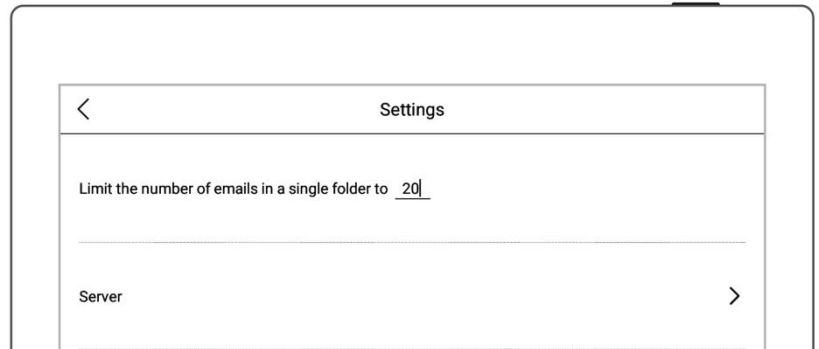 Settings
Limit the number of emails in a single folder to 20
Server